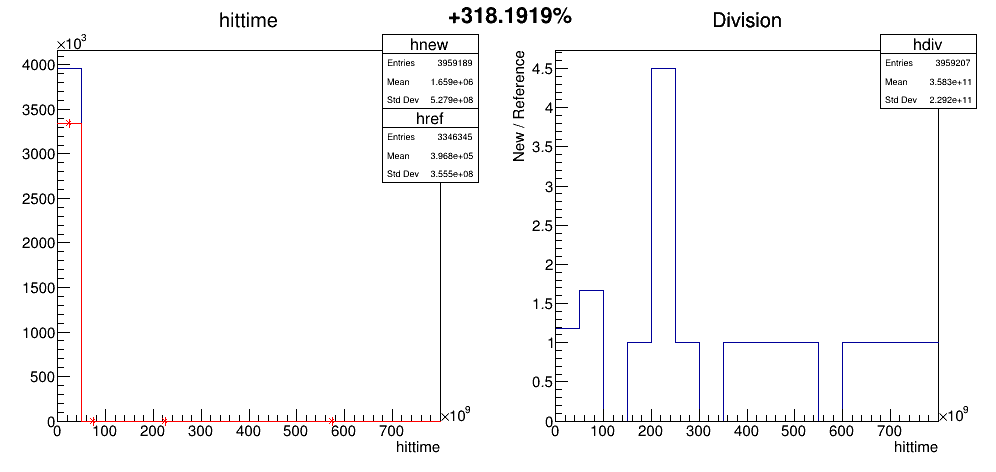 +318.1919%
hittime
×10³
4000
3500
3000
2500
2000
1500
1000
500
0
0 100 200 300 400 500 600 700
×10⁹
hittime
hnew
Entries 3959189
Mean 1.659e+06
Std Dev 5.279e+08
href
Entries 3346345
Mean 3.968e+05
Std Dev 3.555e+08
Division
New / Reference
4.5
4
3.5
3
2.5
2
1.5
1
0.5
0
0 100 200 300 400 500 600 700
×10⁹
hittime
hdiv
Entries 3959207
Mean 3.583e+11
Std Dev 2.292e+11